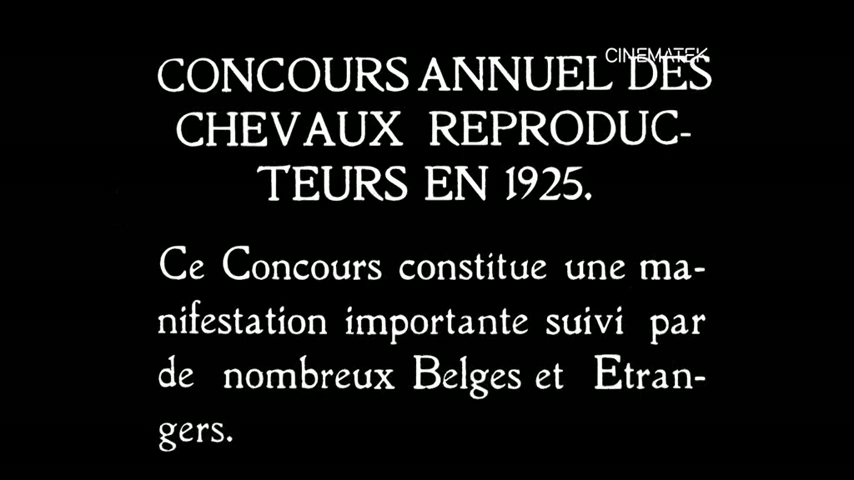 CINEMATEK
CONCOURS ANNUEL DES
CHEVAUX REPRODUC-
TEURS EN 1925.
Ce Concours constitue une ma-
nifestation importante suivi par
de nombreux Belges et Etran-
gers.